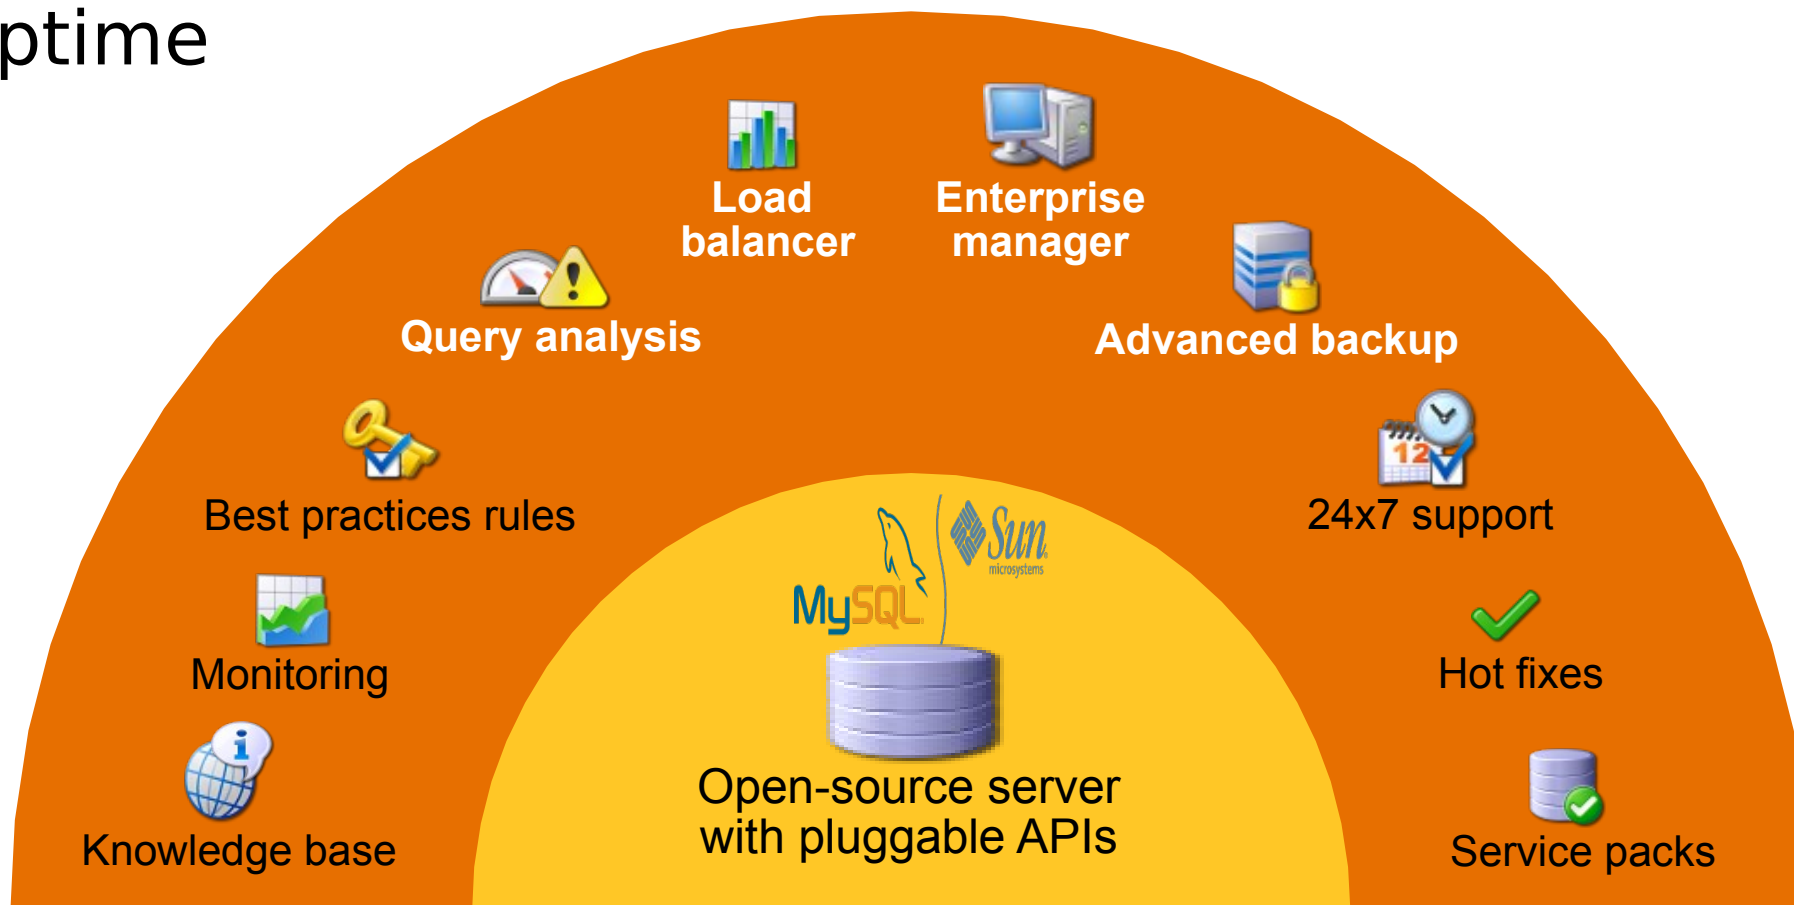 ptime
Load
balancer
Enterprise
manager
Query analysis
Advanced backup
12
Best practices rules
24x7 support
Sun
microsystems
MySQL
Monitoring
Hot fixes
i
Knowledge base
Open-source server
with pluggable APIs
Service packs